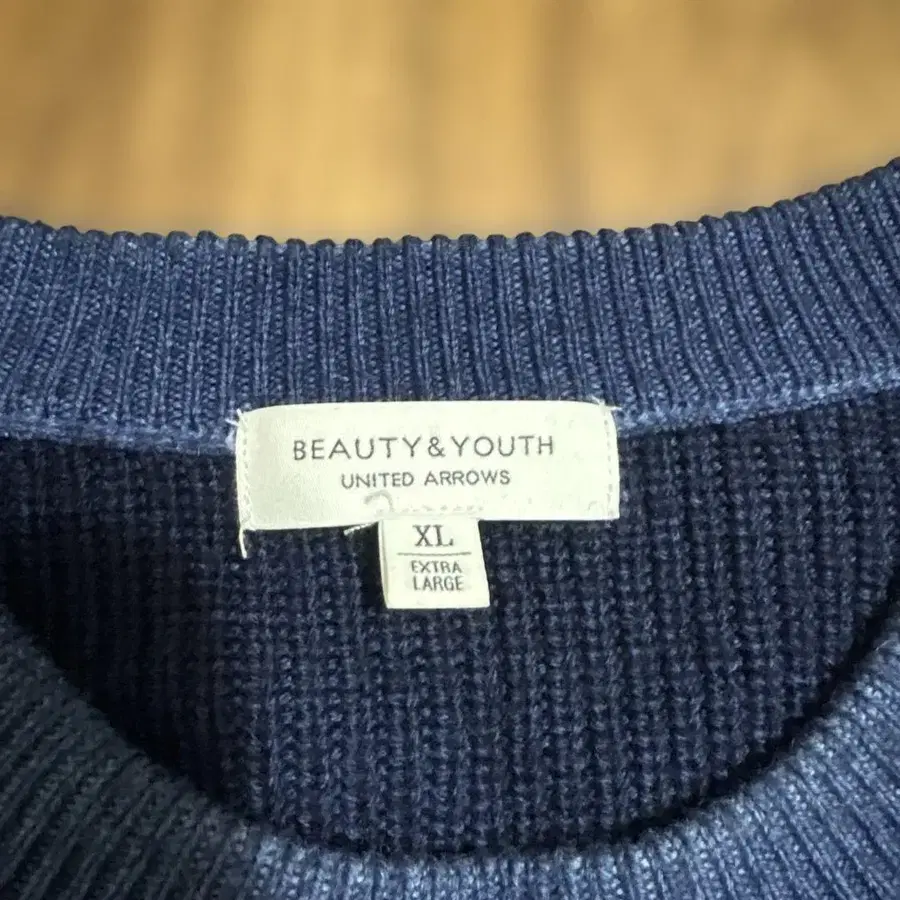 BEAUTY&YOUTH
UNITED ARROWS
XL
EXTRA
LARGE